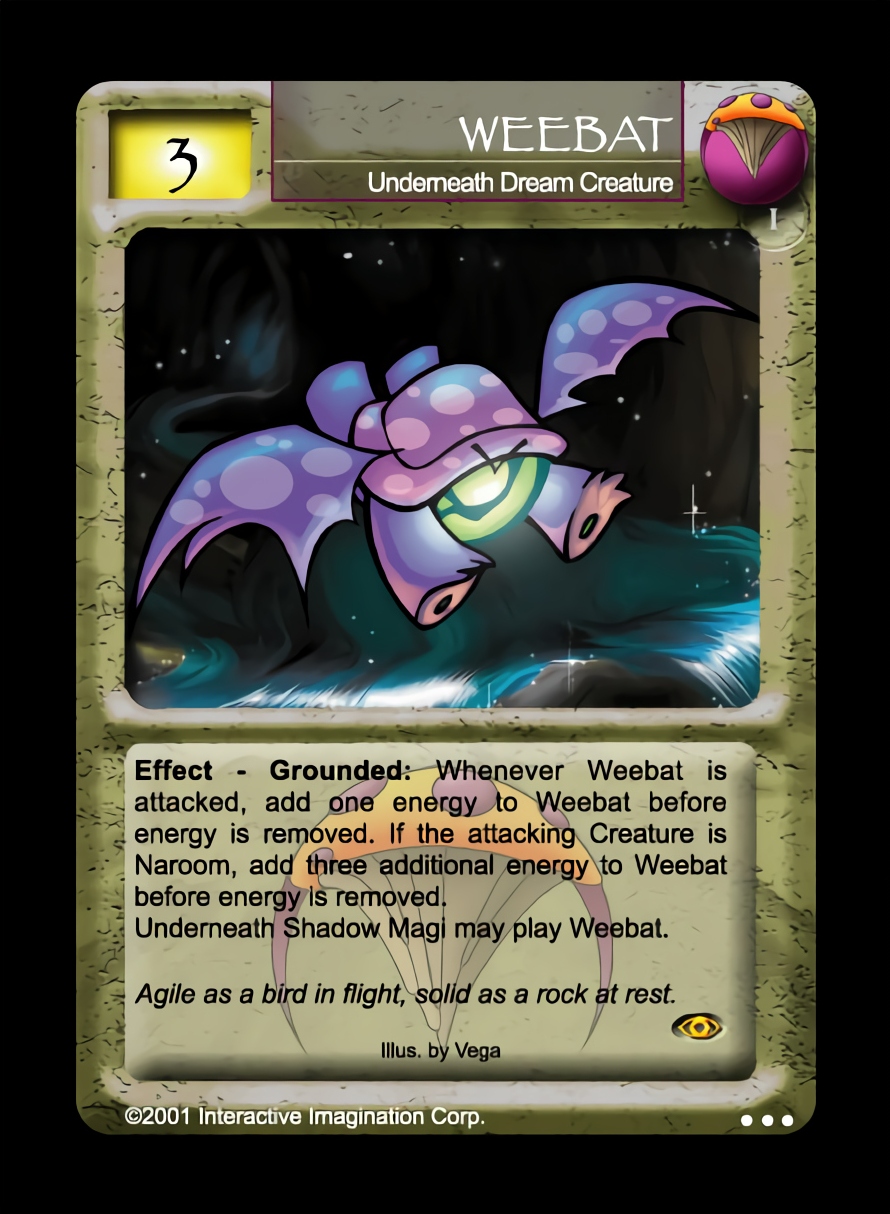 3
WEEBAT
Underneath Dream Creature
I
Effect - Grounded: Whenever Weebat is
attacked, add one energy to Weebat before
energy is removed. If the attacking Creature is
Naroom, add three additional energy to Weebat
before energy is removed.
Underneath Shadow Magi may play Weebat.
Agile as a bird in flight, solid as a rock at rest.
Illus. by Vega
©2001 Interactive Imagination Corp.